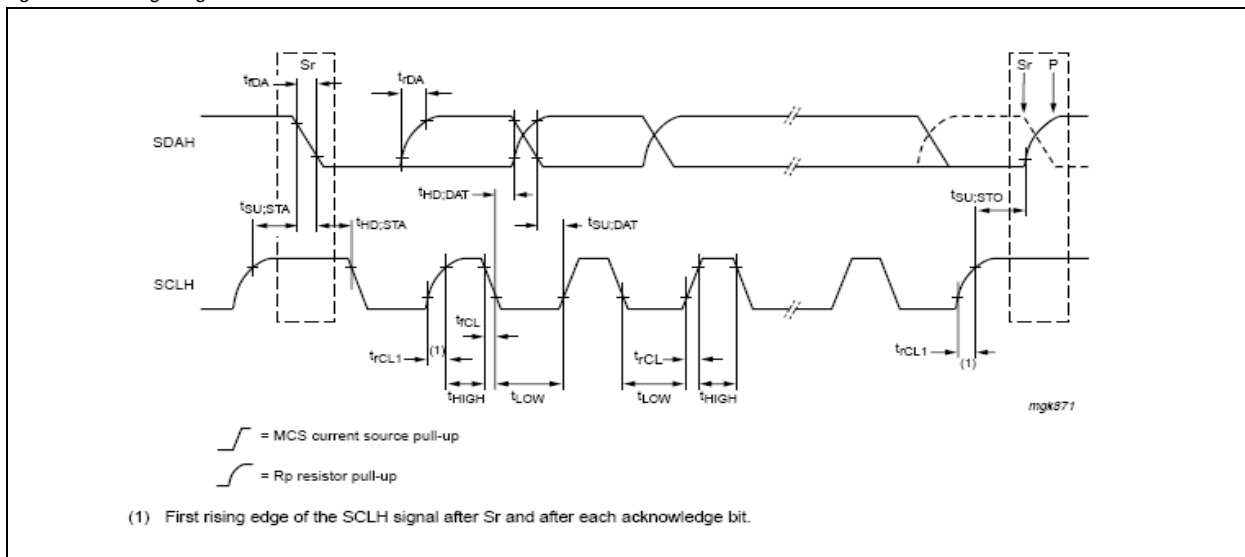 Sr
tfDA
trDA
Sr P
SDAH
tHD;DAT
tSU;STA
tHD;STA
tSU;DAT
tSU;STO
SCLH
tfCL
trCL1
(1)
trCL
trCL1
(1)
tHIGH
tLOW
tLOW
tHIGH
mgk871
= MCS current source pull-up
= Rp resistor pull-up
(1) First rising edge of the SCLH signal after Sr and after each acknowledge bit.